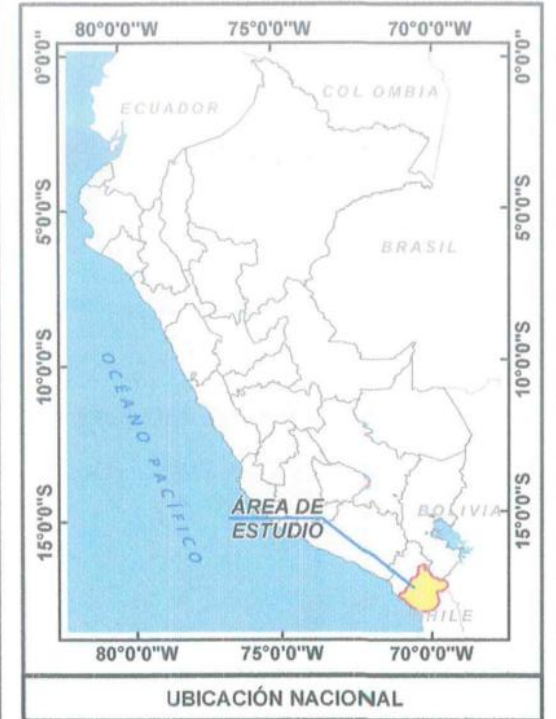 80°0'0"W 75°0'0"W 70°0'0"W
0°0'0" 0°0'0"
COLOMBIA
ECUADOR
5°0'0"S 5°0'0"S
BRASIL
10°0'0"S 10°0'0"S
OCÉANO PACÍFICO
ÁREA DE
ESTUDIO
BOLIVIA
15°0'0"S 15°0'0"S
HILE
80°0'0"W 75°0'0"W 70°0'0"W
UBICACIÓN NACIONAL